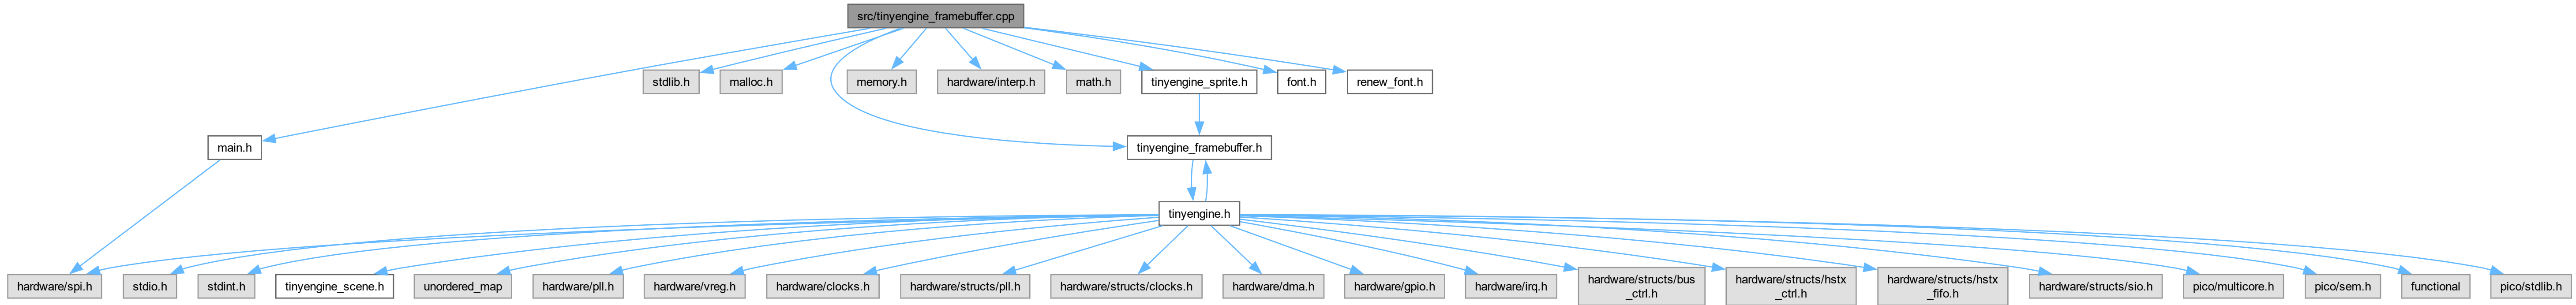 src/tinyengine_framebuffer.cpp
stdlib.h
malloc.h
memory.h
hardware/interp.h
math.h
tinyengine_sprite.h
font.h
renew_font.h
main.h
tinyengine_framebuffer.h
tinyengine.h
hardware/spi.h
stdio.h
stdint.h
tinyengine_scene.h
unordered_map
hardware/pll.h
hardware/vreg.h
hardware/clocks.h
hardware/structs/pll.h
hardware/structs/clocks.h
hardware/dma.h
hardware/gpio.h
hardware/irq.h
hardware/structs/bus
_ctrl.h
hardware/structs/hstx
_ctrl.h
hardware/structs/hstx
_fifo.h
hardware/structs/sio.h
pico/multicore.h
pico/sem.h
functional
pico/stdlib.h